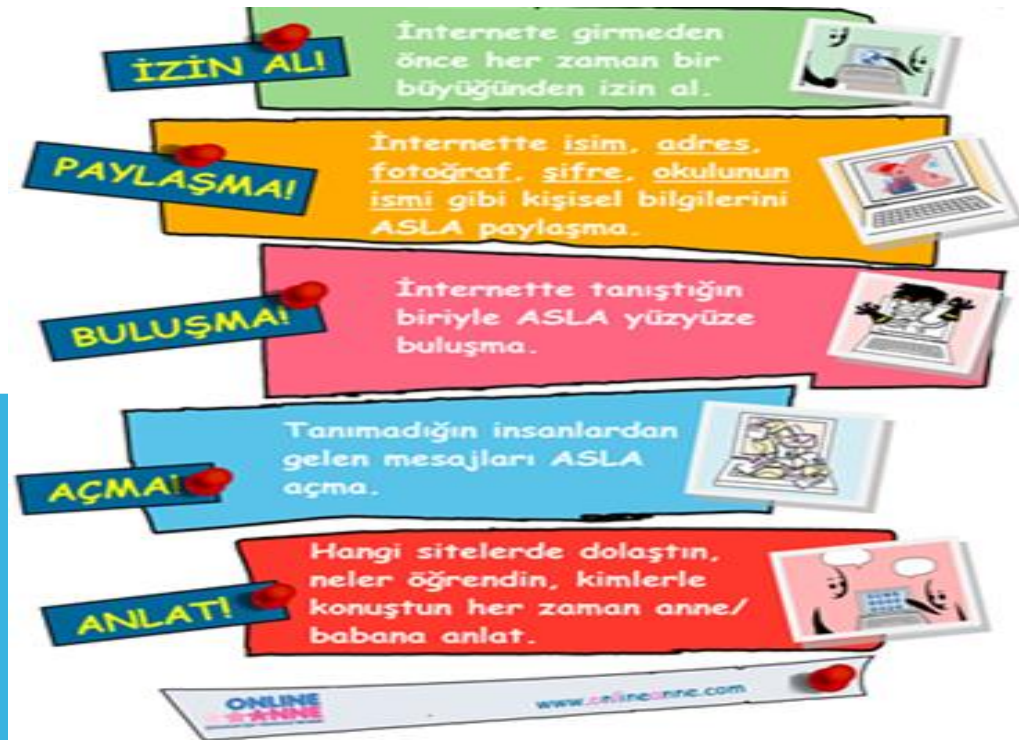 İZİN AL!
İnternete girmeden
önce her zaman bir
büyüğünden izin al.
PAYLAŞMA!
İnternette isim, adres,
fotoğraf, şifre, okulunun
ismi gibi kişisel bilgilerini
ASLA paylaşma.
BULUŞMA!
İnternette tanıştığın
biriyle ASLA yüzyüze
buluşma.
AÇMA!
Tanımadığın insanlardan
gelen mesajları ASLA
açma.
ANLAT!
Hangi sitelerde dolaştın,
neler öğrendin, kimlerle
konuştun her zaman anne/
babana anlat.
ONLINE
ANNE
www.onlineanne.com